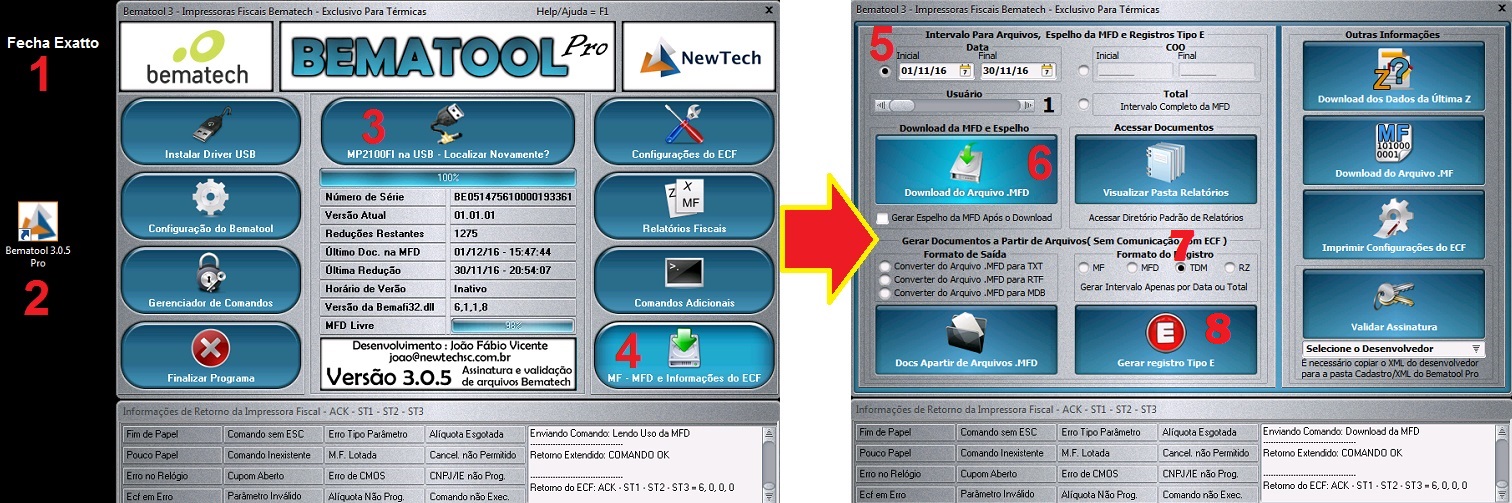 Fecha Exatto
1
Bematool 3.0.5
Pro
2
Bematool 3 - Impressoras Fiscais Bematech - Exclusivo Para Térmicas
Help/Ajuda = F1
X
bematech
BEMATOOL Pro
NewTech
Instalar Driver USB
3
MP2100FI na USB - Localizar Novamente?
Configurações do ECF
100%
Número de Série BE051475610000193361
Versão Atual 01.01.01
Reduções Restantes 1275
Último Doc. na MFD 01/12/16 - 15:47:44
Última Redução 30/11/16 - 20:54:07
Horário de Verão Inativo
Versão da Bemafi32.dll 6,1,1,8
MFD Livre 98%
Configuração do Bematool
Z X MF
Relatórios Fiscais
Gerenciador de Comandos
Comandos Adicionais
Finalizar Programa
Desenvolvimento : João Fábio Vicente
joao@newtechsc.com.br
Versão 3.0.5
Assinatura e validação
de arquivos Bematech
4
MF - MFD e Informações do ECF
Informações de Retorno da Impressora Fiscal - ACK - ST1 - ST2 - ST3
Fim de Papel Comando sem ESC Erro Tipo Parâmetro Alíquota Esgotada
Pouco Papel Comando Inexistente M.F. Lotada Cancel. não Permitido
Erro no Relógio Cupom Aberto Erro de CMOS CNPJ/IE não Prog.
Ecf em Erro Parâmetro Inválido Alíquota Não Prog. Comando não Exec.
Enviando Comando: Lendo Uso da MFD
----------------------------------
Retorno Extendido: COMANDO OK
----------------------------------
Retorno do ECF: ACK - ST1 - ST2 - ST3 = 6, 0, 0, 0
Bematool 3 - Impressoras Fiscais Bematech - Exclusivo Para Térmicas
X
Intervalo Para Arquivos, Espelho da MFD e Registros Tipo E
5
Data
Inicial Final
01/11/16 30/11/16
COO
Inicial Final
Usuário
1
Total
Intervalo Completo da MFD
Download da MFD e Espelho
6
Download do Arquivo .MFD
Gerar Espelho da MFD Após o Download
Acessar Documentos
Visualizar Pasta Relatórios
Acessar Diretório Padrão de Relatórios
Gerar Documentos a Partir de Arquivos( Sem Comunicação com ECF )
Formato de Saída
Converter do Arquivo .MFD para TXT
Converter do Arquivo .MFD para RTF
Converter do Arquivo .MFD para MDB
7
Formato do Registro
MF MFD TDM RZ
Gerar Intervalo Apenas por Data ou Total
Docs Apartir de Arquivos .MFD
8
E
Gerar registro Tipo E
Outras Informações
Z?
Download dos Dados da Última Z
MF
101000
0001
Download do Arquivo .MF
Imprimir Configurações do ECF
Validar Assinatura
Selecione o Desenvolvedor
É necessário copiar o XML do desenvolvedor
para a pasta Cadastro/XML do Bematool Pro
Informações de Retorno da Impressora Fiscal - ACK - ST1 - ST2 - ST3
Fim de Papel Comando sem ESC Erro Tipo Parâmetro Alíquota Esgotada
Pouco Papel Comando Inexistente M.F. Lotada Cancel. não Permitido
Erro no Relógio Cupom Aberto Erro de CMOS CNPJ/IE não Prog.
Ecf em Erro Parâmetro Inválido Alíquota Não Prog. Comando não Exec.
Enviando Comando: Download da MFD
----------------------------------
Retorno Extendido: COMANDO OK
----------------------------------
Retorno do ECF: ACK - ST1 - ST2 - ST3 = 6, 0, 0, 0